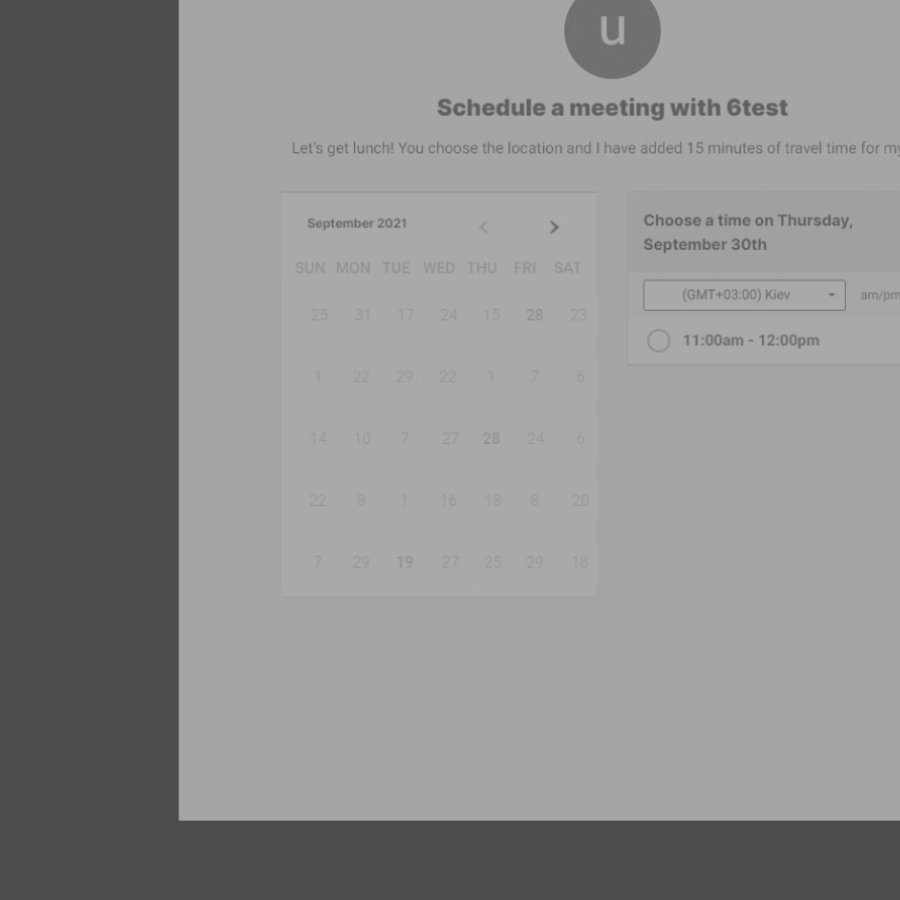 u
Schedule a meeting with 6test
Let's get lunch! You choose the location and I have added 15 minutes of travel time for my
September 2021
SUN MON TUE WED THU FRI SAT
25 31 17 24 15 28 23
1 22 29 22 1 7 6
14 10 7 27 28 24 6
22 8 1 16 18 8 20
7 29 19 27 25 29 18
Choose a time on Thursday,
September 30th
(GMT+03:00) Kiev am/pm
11:00am - 12:00pm